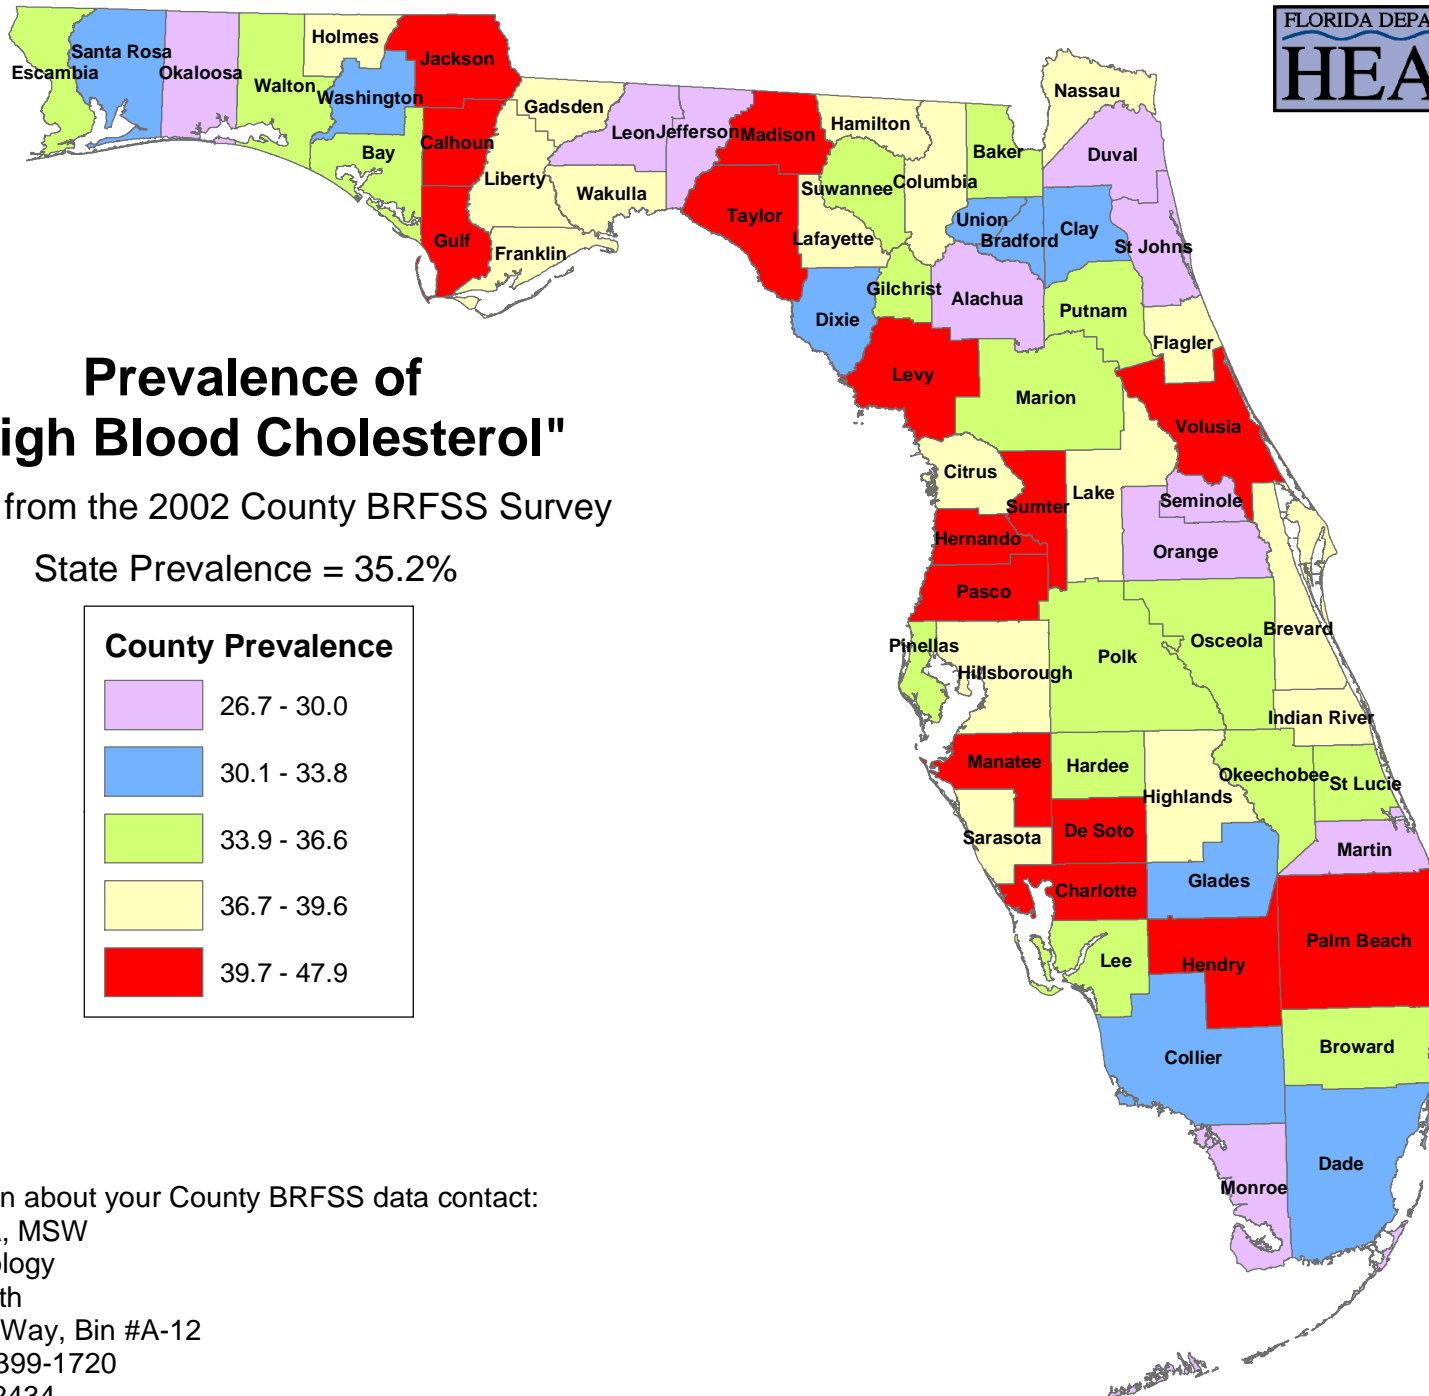 FLORIDA DEPA
HEA
Holmes
Jackson
Santa Rosa
Escambia
Okaloosa
Walton
Washington
Nassau
Gadsden
Leon
Jefferson
Madison
Hamilton
Calhoun
Bay
Baker
Duval
Liberty
Wakulla
Suwannee
Columbia
Taylor
Union
Bradford
Clay
St Johns
Gulf
Franklin
Lafayette
Gilchrist
Alachua
Putnam
Dixie
Flagler
Levy
Marion
Volusia
Prevalence of
igh Blood Cholesterol"
from the 2002 County BRFSS Survey
State Prevalence = 35.2%
Citrus
Sumter
Lake
Seminole
Hernando
Orange
Pasco
Pinellas
Hillsborough
Polk
Osceola
Brevard
Indian River
Manatee
Hardee
Highlands
Okeechobee
St Lucie
Sarasota
De Soto
Martin
Charlotte
Glades
Lee
Hendry
Palm Beach
Collier
Broward
Dade
Monroe
County Prevalence
26.7 - 30.0
30.1 - 33.8
33.9 - 36.6
36.7 - 39.6
39.7 - 47.9
n about your County BRFSS data contact:
, MSW
ology
th
Way, Bin #A-12
399-1720
2434